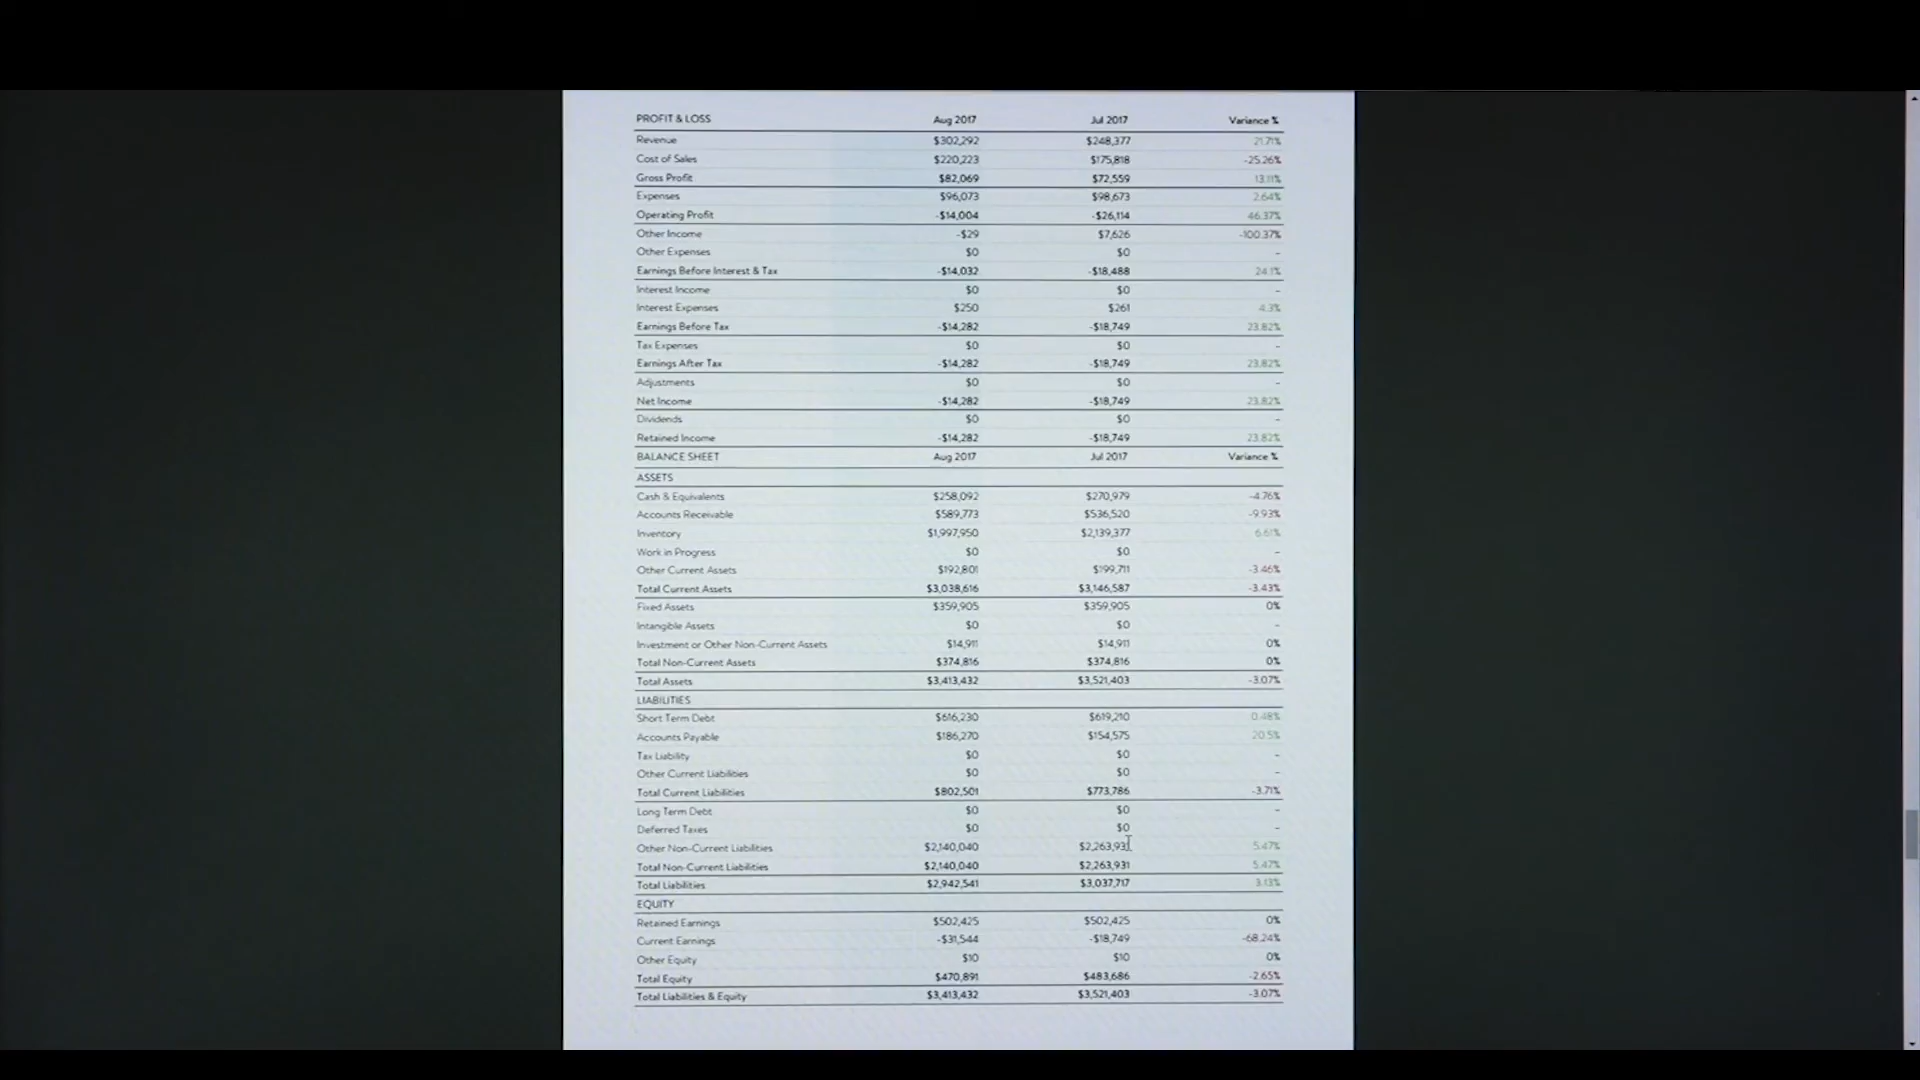 PROFIT & LOSS Aug 2017 Jul 2017 Variance %
Revenue $302,292 $248,377 21.71%
Cost of Sales $220,223 $175,818 -25.26%
Gross Profit $82,069 $72,559 13.11%
Expenses $96,073 $98,673 2.64%
Operating Profit -$14,004 -$26,114 46.37%
Other Income -$29 $7,626 -100.37%
Other Expenses $0 $0 -
Earnings Before Interest & Tax -$14,032 -$18,488 24.1%
Interest Income $0 $0 -
Interest Expenses $250 $261 4.3%
Earnings Before Tax -$14,282 -$18,749 23.82%
Tax Expenses $0 $0 -
Earnings After Tax -$14,282 -$18,749 23.82%
Adjustments $0 $0 -
Net Income -$14,282 -$18,749 23.82%
Dividends $0 $0 -
Retained Income -$14,282 -$18,749 23.82%
BALANCE SHEET Aug 2017 Jul 2017 Variance %
ASSETS
Cash & Equivalents $258,092 $270,979 -4.76%
Accounts Receivable $589,773 $536,520 -9.93%
Inventory $1,997,950 $2,139,377 6.61%
Work in Progress $0 $0 -
Other Current Assets $192,801 $199,711 -3.46%
Total Current Assets $3,038,616 $3,146,587 -3.43%
Fixed Assets $359,905 $359,905 0%
Intangible Assets $0 $0 -
Investment or Other Non-Current Assets $14,911 $14,911 0%
Total Non-Current Assets $374,816 $374,816 0%
Total Assets $3,413,432 $3,521,403 -3.07%
LIABILITIES
Short Term Debt $616,230 $619,210 0.48%
Accounts Payable $186,270 $154,575 20.5%
Tax Liability $0 $0 -
Other Current Liabilities $0 $0 -
Total Current Liabilities $802,501 $773,786 -3.71%
Long Term Debt $0 $0 -
Deferred Taxes $0 $0 -
Other Non-Current Liabilities $2,140,040 $2,263,931 5.47%
Total Non-Current Liabilities $2,140,040 $2,263,931 5.47%
Total Liabilities $2,942,541 $3,037,717 3.13%
EQUITY
Retained Earnings $502,425 $502,425 0%
Current Earnings -$31,544 -$18,749 -68.24%
Other Equity $10 $10 0%
Total Equity $470,891 $483,686 -2.65%
Total Liabilities & Equity $3,413,432 $3,521,403 -3.07%